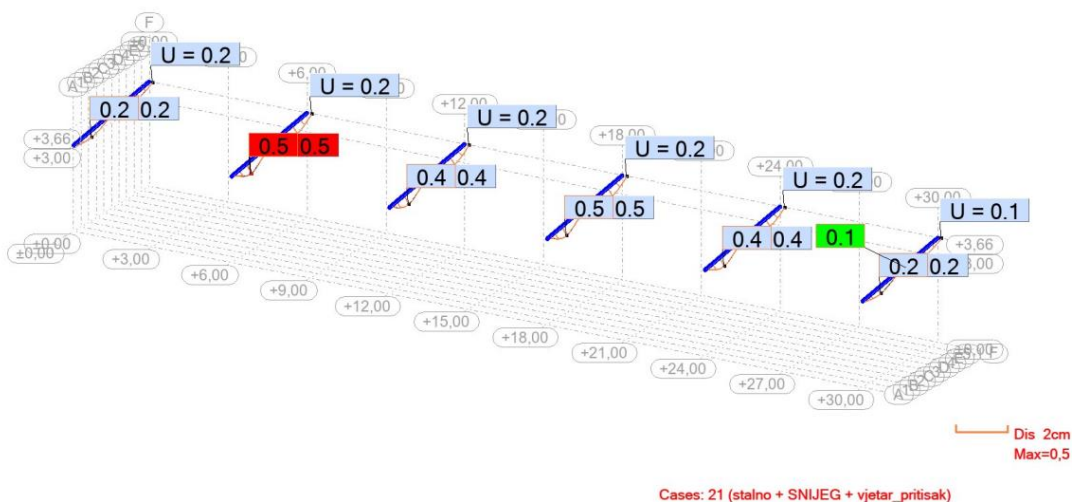 F
U = 0.2
0.2 0.2
+3,66
+3,00
+6,00
U = 0.2
0.5 0.5
+12,00
U = 0.2
0.4 0.4
+18,00
U = 0.2
0.5 0.5
+24,00
U = 0.2
0.4 0.4
0.1
+30,00
U = 0.1
+3,66
0.2 0.2
±0,00
±0,00
+3,00
+6,00
+9,00
+12,00
+15,00
+18,00
+21,00
+24,00
+27,00
+30,00
F
Dis 2cm
Max=0,5
Cases: 21 (stalno + SNIJEG + vjetar_pritisak)